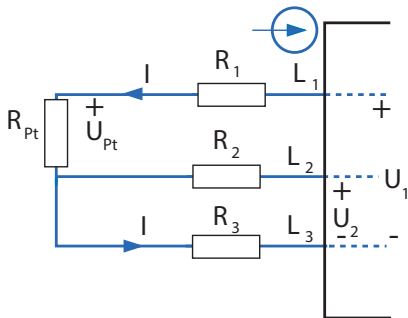 I R1 L1
RPt + UPt +
R2 L2
+ U1
I R3 L3 U2
- -